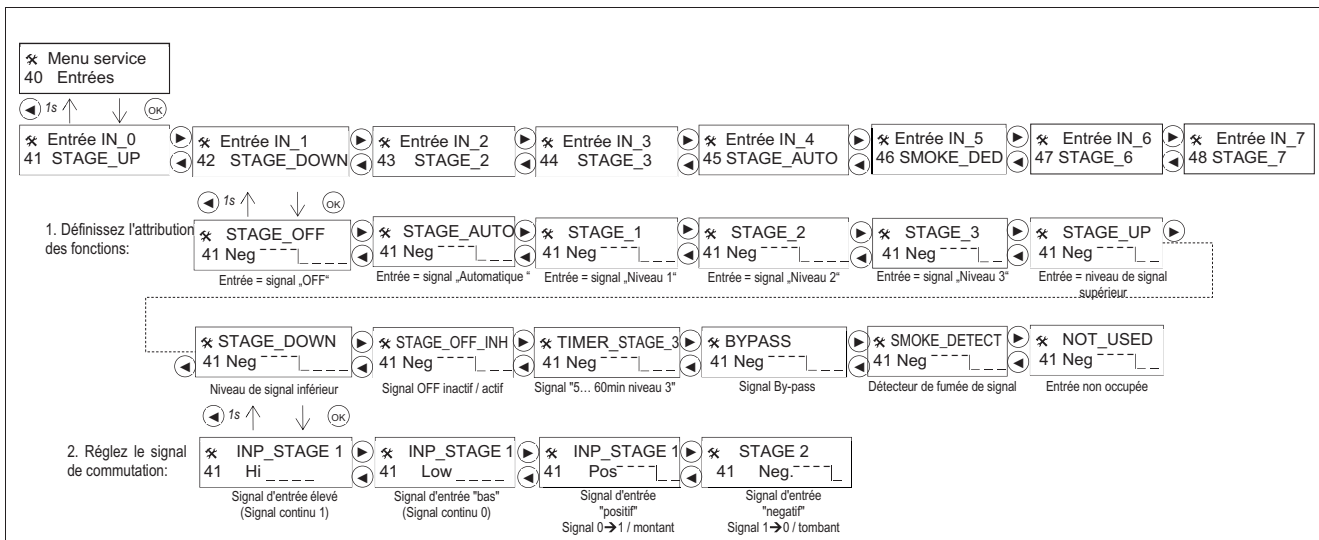 Menu service
40 Entrées
1s OK
Entrée IN_0
41 STAGE_UP
Entrée IN_1
42 STAGE_DOWN
Entrée IN_2
43 STAGE_2
Entrée IN_3
44 STAGE_3
Entrée IN_4
45 STAGE_AUTO
Entrée IN_5
46 SMOKE_DED
Entrée IN_6
47 STAGE_6
Entrée IN_7
48 STAGE_7
1s OK
1. Définissez l'attribution
des fonctions:
STAGE_OFF
41 Neg
Entrée = signal „OFF“
STAGE_AUTO
41 Neg
Entrée = signal „Automatique “
STAGE_1
41 Neg
Entrée = signal „Niveau 1“
STAGE_2
41 Neg
Entrée = signal „Niveau 2“
STAGE_3
41 Neg
Entrée = signal „Niveau 3“
STAGE_UP
41 Neg
Entrée = niveau de signal
supérieur
STAGE_DOWN
41 Neg
Niveau de signal inférieur
STAGE_OFF_INH
41 Neg
Signal OFF inactif / actif
TIMER_STAGE_3
41 Neg
Signal "5... 60min niveau 3"
BYPASS
41 Neg
Signal By-pass
SMOKE_DETECT
41 Neg
Détecteur de fumée de signal
NOT_USED
41 Neg
Entrée non occupée
1s OK
2. Réglez le signal
de commutation:
INP_STAGE 1
41 Hi _ _ _ _
Signal d'entrée élevé
(Signal continu 1)
INP_STAGE 1
41 Low _ _ _ _
Signal d'entrée "bas"
(Signal continu 0)
INP_STAGE 1
41 Pos
Signal d'entrée
"positif"
Signal 0➔1 / montant
STAGE 2
41 Neg.
Signal d'entrée
"negatif"
Signal 1➔0 / tombant